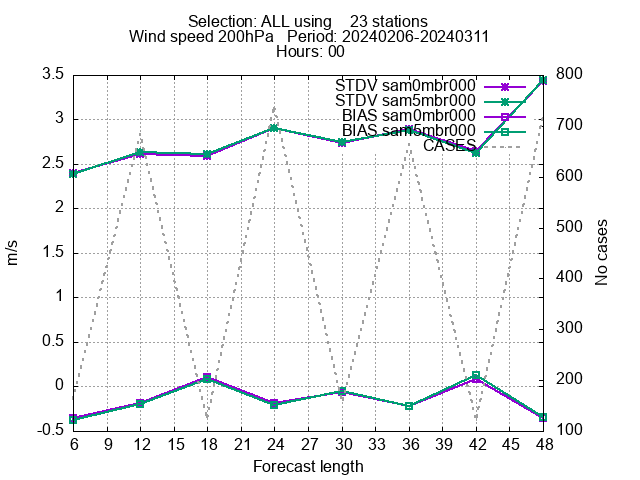 Selection: ALL using 23 stations
Wind speed 200hPa Period: 20240206-20240311
Hours: 00
STDV sam0mbr000
STDV sam5mbr000
BIAS sam0mbr000
BIAS sam5mbr000
CASES
3.5
3
2.5
2
1.5
1
0.5
0
-0.5
m/s
800
700
600
500
400
300
200
100
No cases
6 9 12 15 18 21 24 27 30 33 36 39 42 45 48
Forecast length